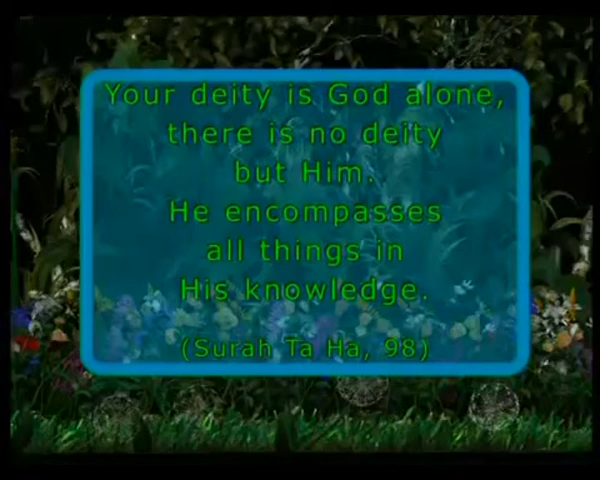 Your deity is God alone,
there is no deity
but Him.
He encompasses
all things in
His knowledge.
(Surah Ta Ha, 98)